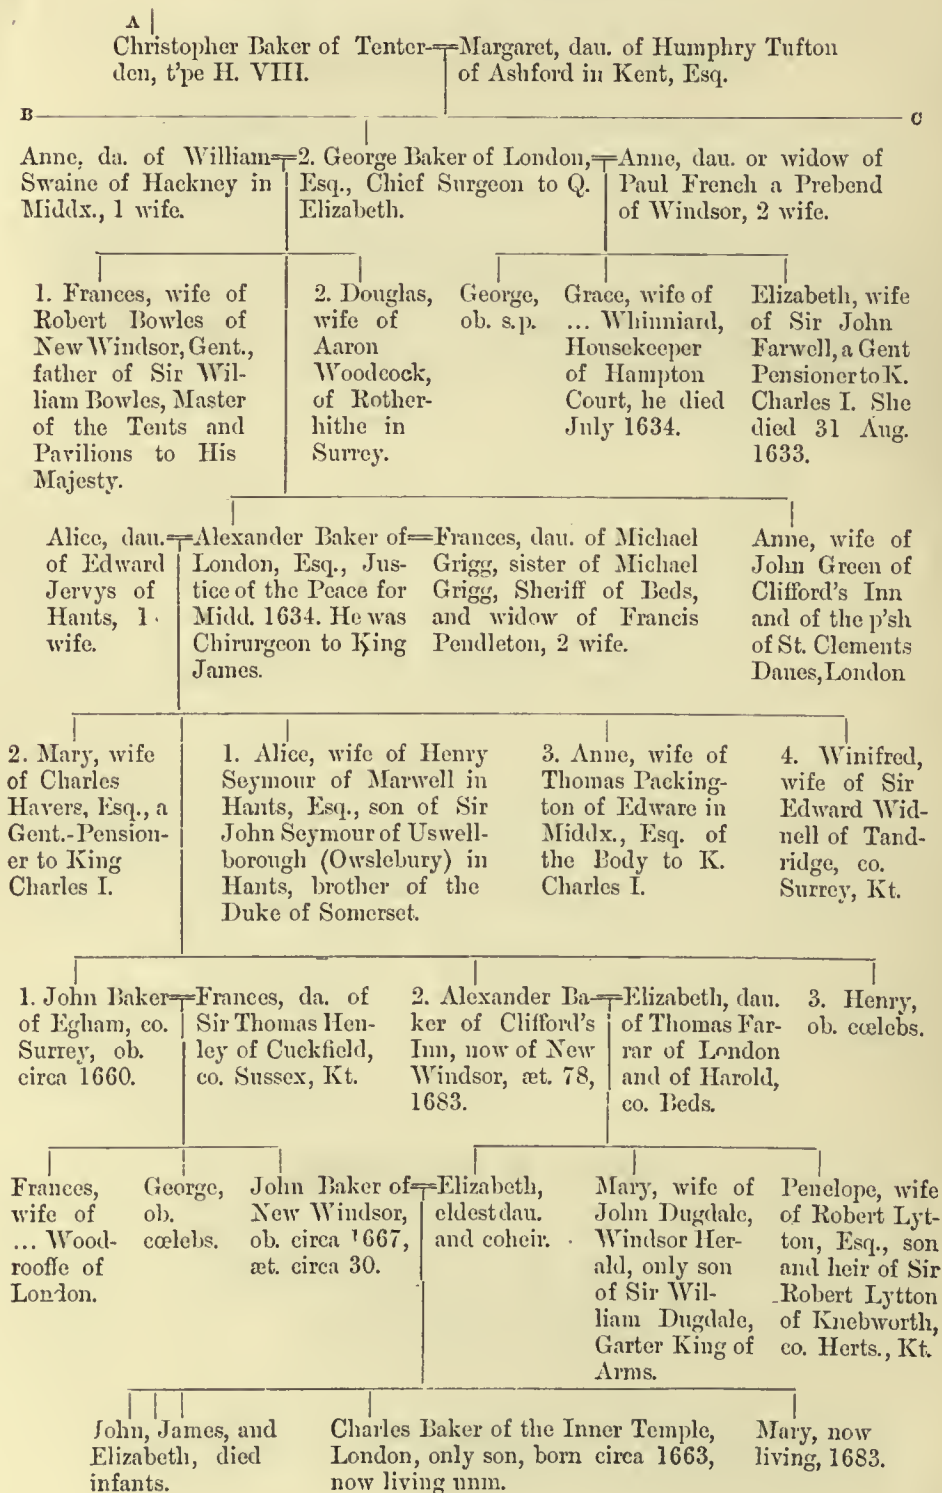 A
Christopher Baker of Tenter-
den, t'pe H. VIII.
Margaret, dau. of Humphry Tufton
of Ashford in Kent, Esq.
B
C
Anne, da. of William
Swaine of Hackney in
Middx., 1 wife.
2. George Baker of London,
Esq., Chief Surgeon to Q.
Elizabeth.
Anne, dau. or widow of
Paul French a Prebend
of Windsor, 2 wife.
1. Frances, wife of
Robert Bowles of
New Windsor, Gent.,
father of Sir Wil-
liam Bowles, Master
of the Tents and
Pavilions to His
Majesty.
2. Douglas,
wife of
Aaron
Woodcock,
of Rother-
hithe in
Surrey.
George,
ob. s.p.
Grace, wife of
... Whinniard,
Housekeeper
of Hampton
Court, he died
July 1634.
Elizabeth, wife
of Sir John
Farwell, a Gent
Pensioner to K.
Charles I. She
died 31 Aug.
1633.
Alice, dau.
of Edward
Jervys of
Hants, 1
wife.
Alexander Baker of
London, Esq., Jus-
tice of the Peace for
Midd. 1634. He was
Chirurgeon to King
James.
Frances, dau. of Michael
Grigg, sister of Michael
Grigg, Sheriff of Beds,
and widow of Francis
Pendleton, 2 wife.
Anne, wife of
John Green of
Clifford's Inn
and of the p'sh
of St. Clements
Danes, London
2. Mary, wife
of Charles
Havers, Esq., a
Gent.-Pension-
er to King
Charles I.
1. Alice, wife of Henry
Seymour of Marwell in
Hants, Esq., son of Sir
John Seymour of Uswell-
borough (Owslebury) in
Hants, brother of the
Duke of Somerset.
3. Anne, wife of
Thomas Packing-
ton of Edware in
Middx., Esq. of
the Body to K.
Charles I.
4. Winifred,
wife of Sir
Edward Wid-
nell of Tand-
ridge, co.
Surrey, Kt.
1. John Baker
of Egham, co.
Surrey, ob.
circa 1660.
Frances, da. of
Sir Thomas Hen-
ley of Cuckfield,
co. Sussex, Kt.
2. Alexander Ba-
ker of Clifford's
Inn, now of New
Windsor, æt. 78,
1683.
Elizabeth, dau.
of Thomas Far-
rar of London
and of Harold,
co. Beds.
3. Henry,
ob. cœlebs.
Frances,
wife of
... Wood-
rooffe of
London.
George,
ob.
cœlebs.
John Baker of
New Windsor,
ob. circa 1667,
æt. circa 30.
Elizabeth,
eldest dau.
and coheir.
Mary, wife of
John Dugdale,
Windsor Her-
ald, only son
of Sir Wil-
liam Dugdale,
Garter King of
Arms.
Penelope, wife
of Robert Lyt-
ton, Esq., son
and heir of Sir
Robert Lytton
of Knebworth,
co. Herts., Kt.
John, James, and
Elizabeth, died
infants.
Charles Baker of the Inner Temple,
London, only son, born circa 1663,
now living unm.
Mary, now
living, 1683.